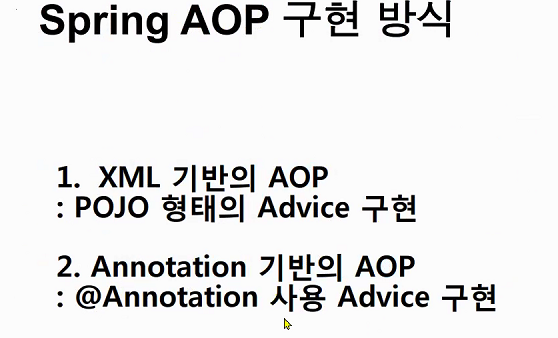 Spring AOP 구현 방식
1. XML 기반의 AOP
: POJO 형태의 Advice 구현
2. Annotation 기반의 AOP
: @Annotation 사용 Advice 구현